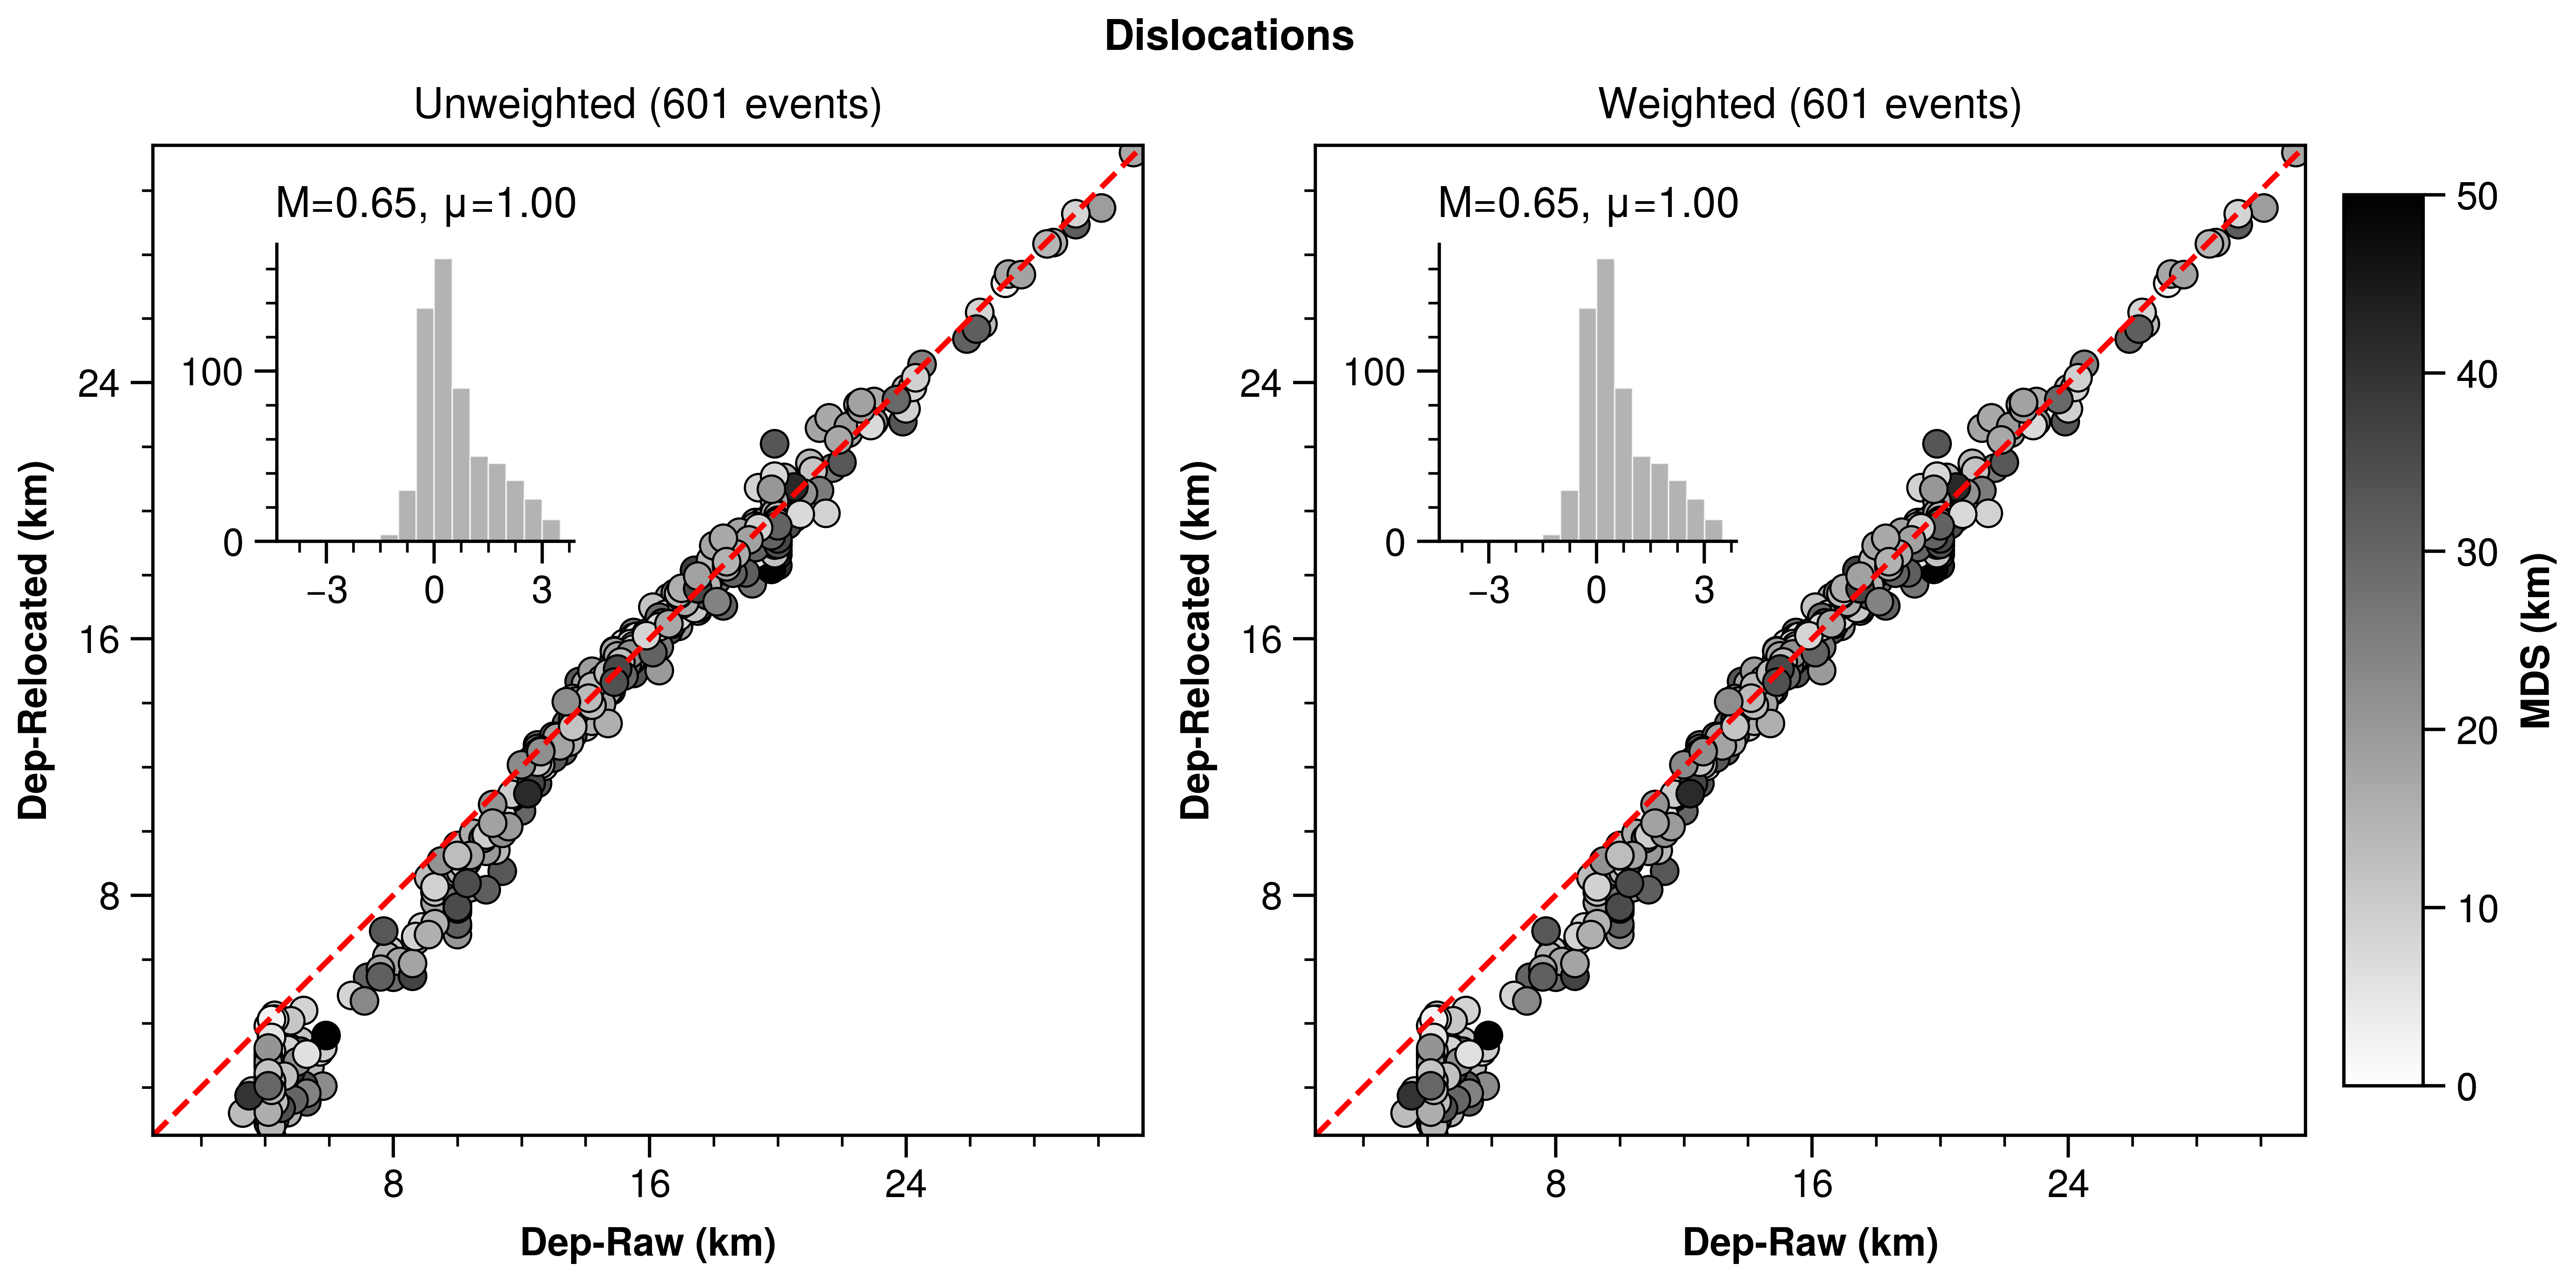 Dislocations
Unweighted (601 events)
M=0.65, µ=1.00
100
0
−3 0 3
24
16
8
8 16 24
Dep-Relocated (km)
Dep-Raw (km)
Weighted (601 events)
M=0.65, µ=1.00
100
0
−3 0 3
24
16
8
8 16 24
Dep-Relocated (km)
Dep-Raw (km)
50
40
30
20
10
0
MDS (km)